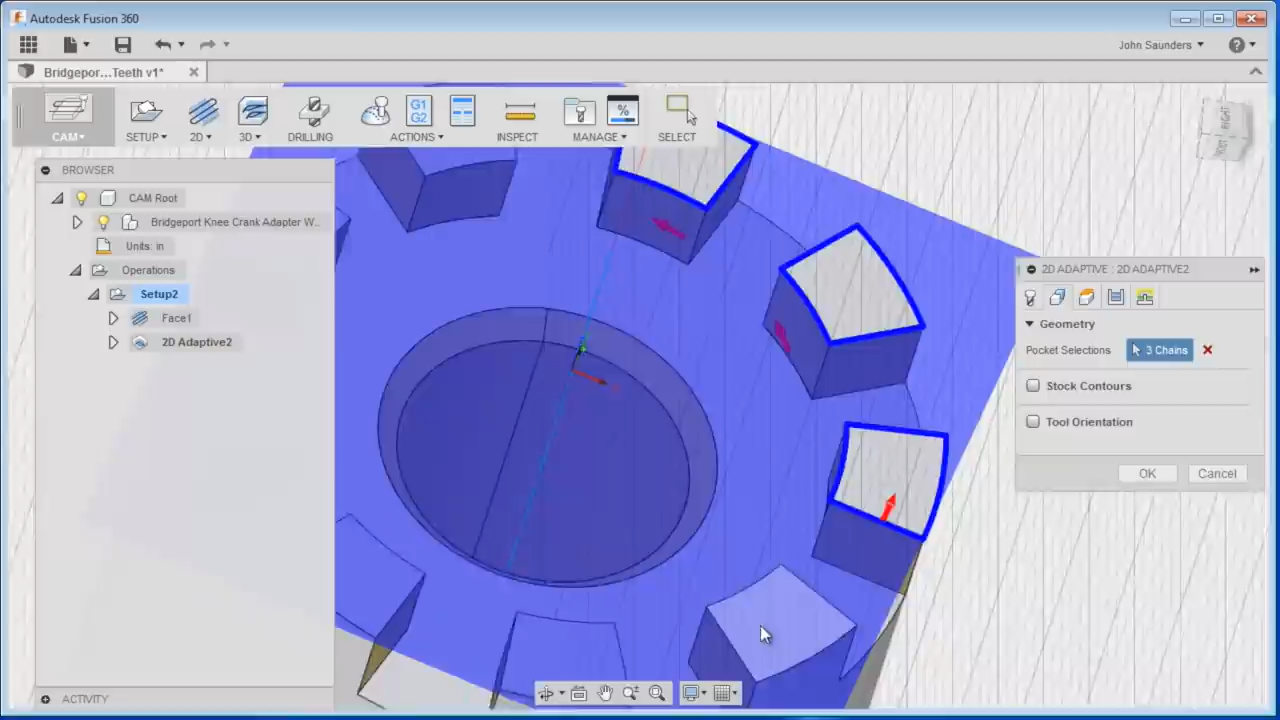 Autodesk Fusion 360
John Saunders
Bridgepor...Teeth v1*
G1
G2
%
CAM
SETUP
2D
3D
DRILLING
ACTIONS
INSPECT
MANAGE
SELECT
RIGHT
BROWSER
CAM Root
Bridgeport Knee Crank Adapter W..
Units: in
Operations
Setup2
Face1
2D Adaptive2
2D ADAPTIVE : 2D ADAPTIVE2
Geometry
Pocket Selections
3 Chains
Stock Contours
Tool Orientation
OK
Cancel
ACTIVITY